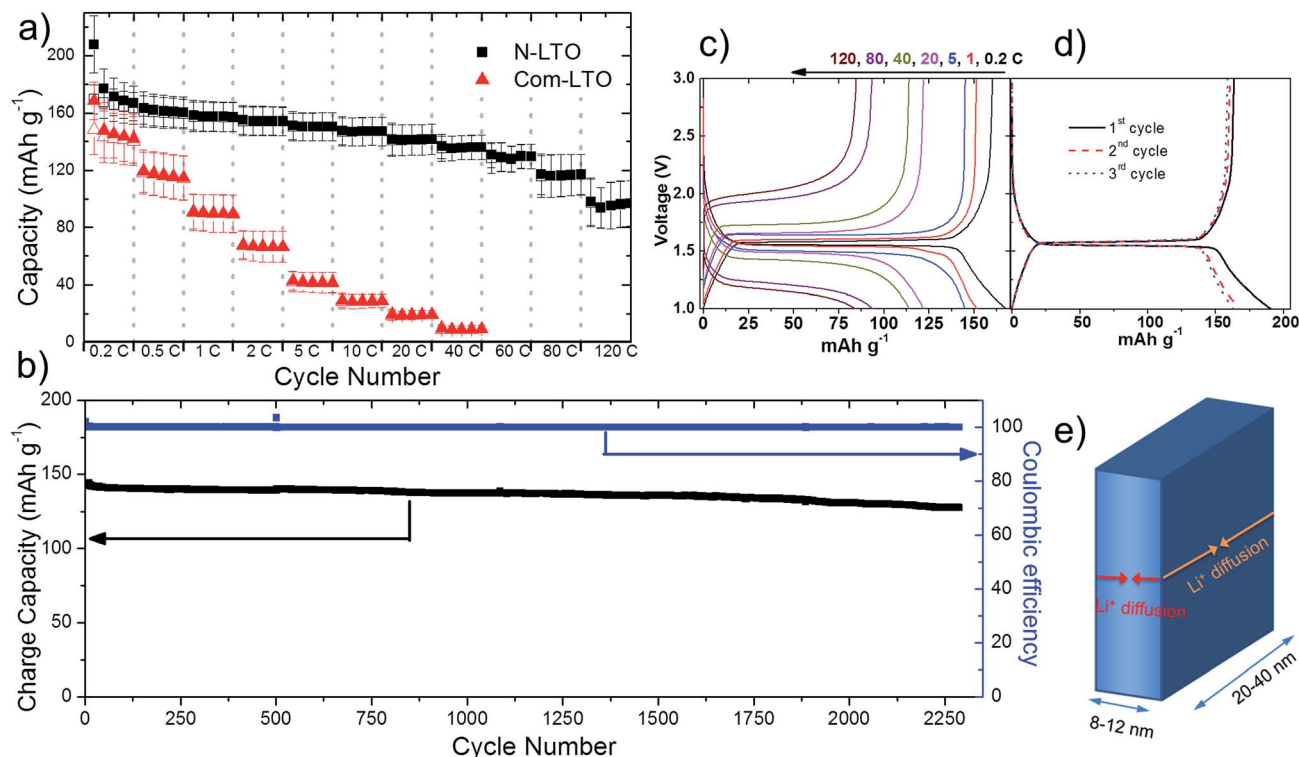 a)
220
200
160
120
80
40
0
Capacity (mAh g⁻¹)
N-LTO
Com-LTO
0.2 C 0.5 C 1 C 2 C 5 C 10 C 20 C 40 C 60 C 80 C 120 C
Cycle Number
c)
120, 80, 40, 20, 5, 1, 0.2 C
3.0
2.5
2.0
1.5
1.0
Voltage (V)
0 25 50 75 100 125 150
mAh g⁻¹
d)
1st cycle
2nd cycle
3rd cycle
0 50 100 150 200
mAh g⁻¹
b)
200
150
100
50
0
Charge Capacity (mAh g⁻¹)
100
80
60
40
20
0
Coulombic efficiency
0 250 500 750 1000 1250 1500 1750 2000 2250
Cycle Number
e)
Li⁺ diffusion
Li⁺ diffusion
8-12 nm
20-40 nm